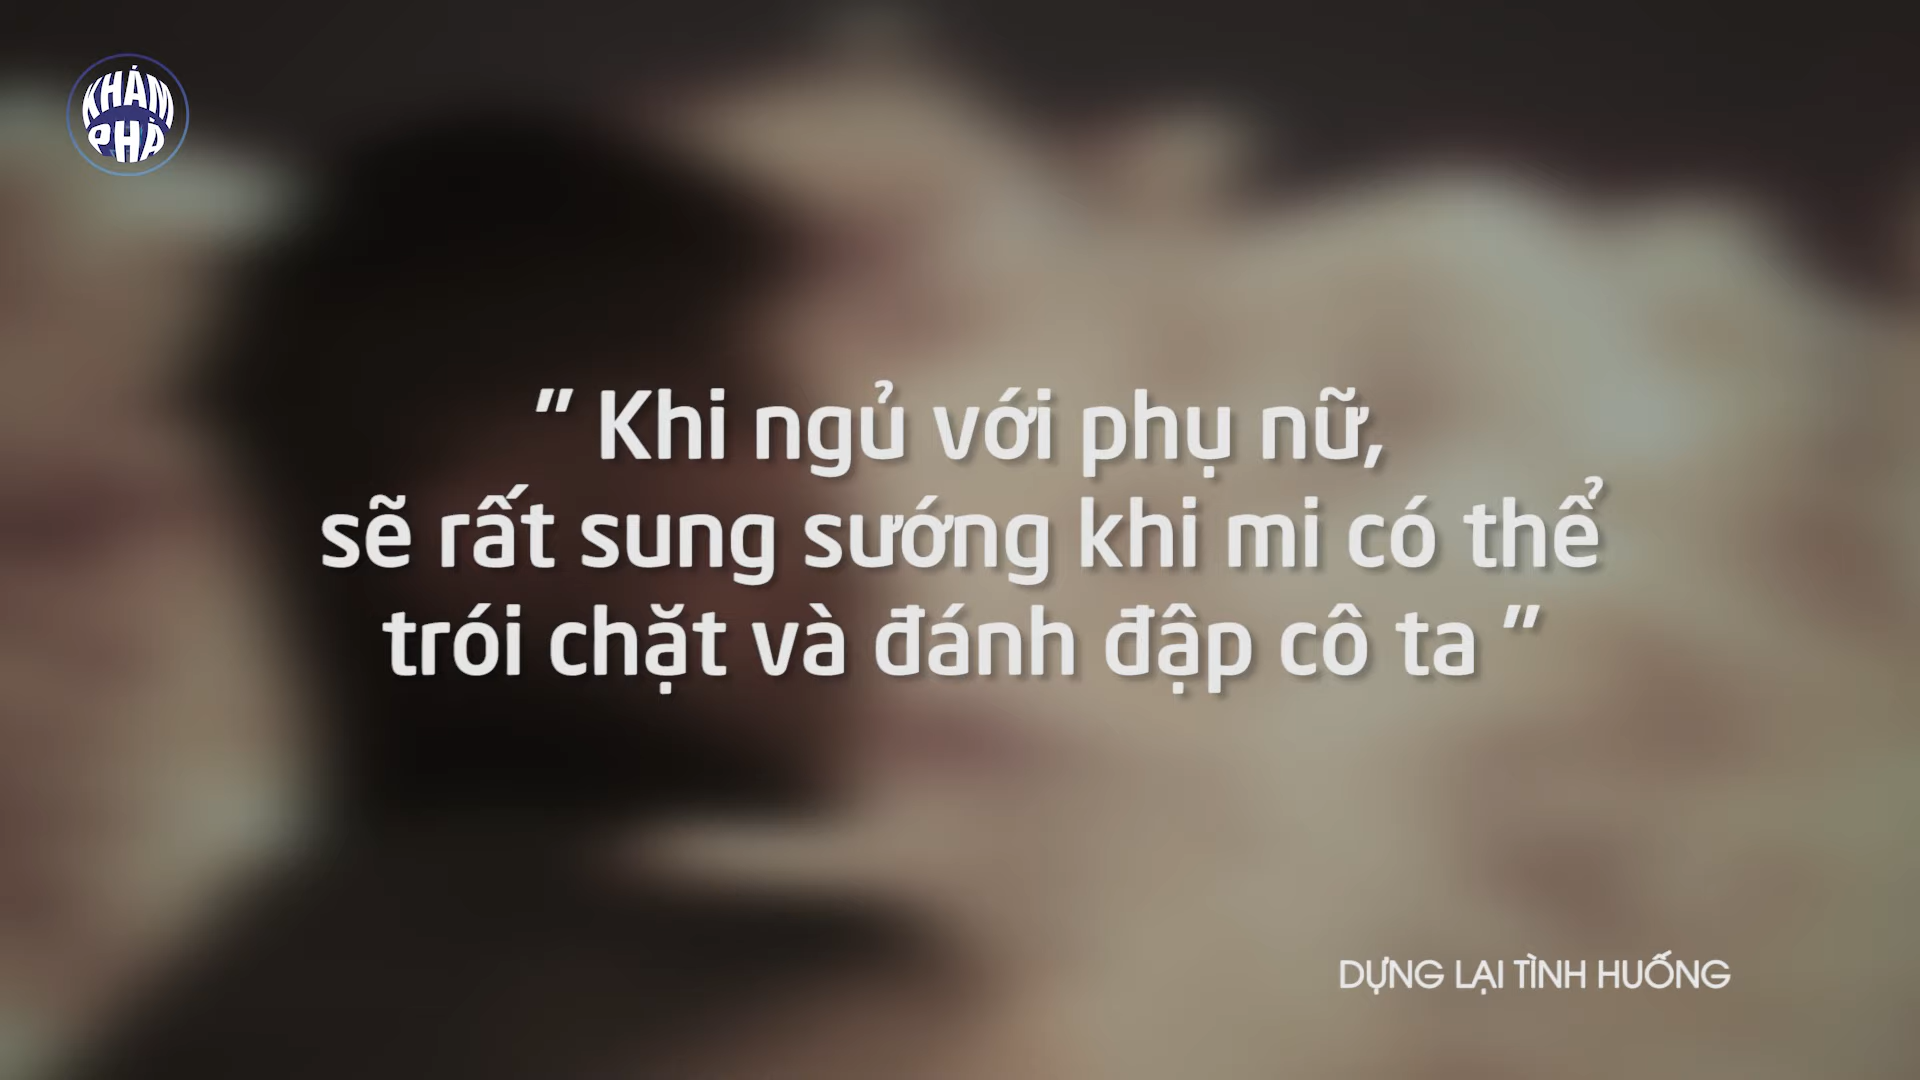 KHÁM
PHÁ
" Khi ngủ với phụ nữ,
sẽ rất sung sướng khi mi có thể
trói chặt và đánh đập cô ta "
DỰNG LẠI TÌNH HUỐNG